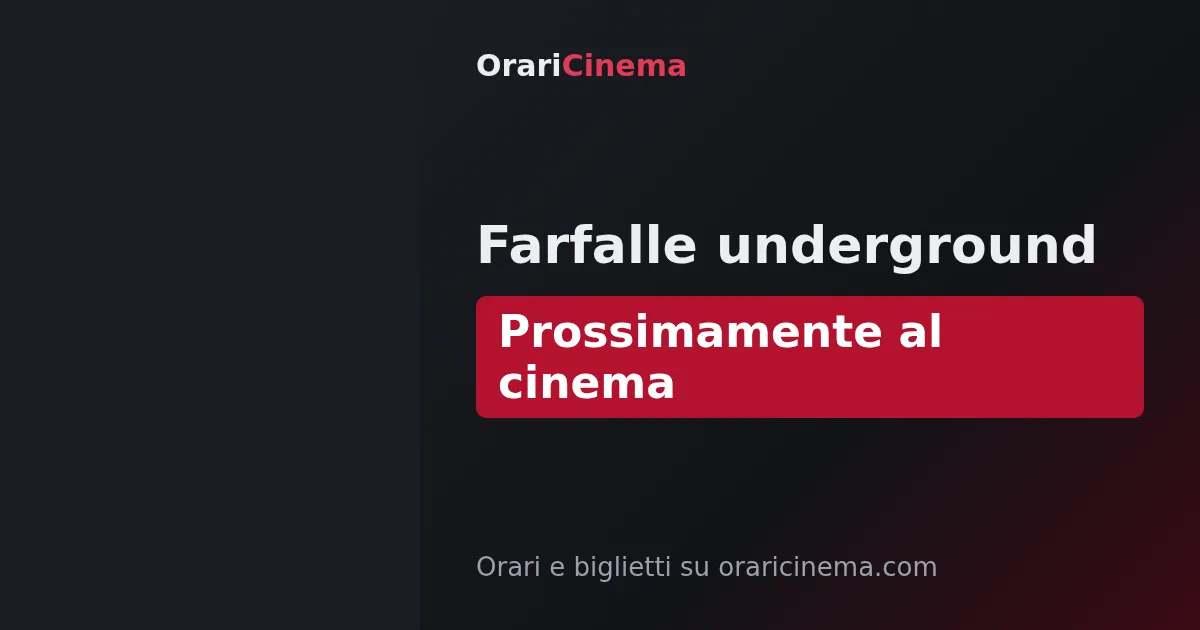 OrariCinema
Farfalle underground
Prossimamente al
cinema
Orari e biglietti su oraricinema.com